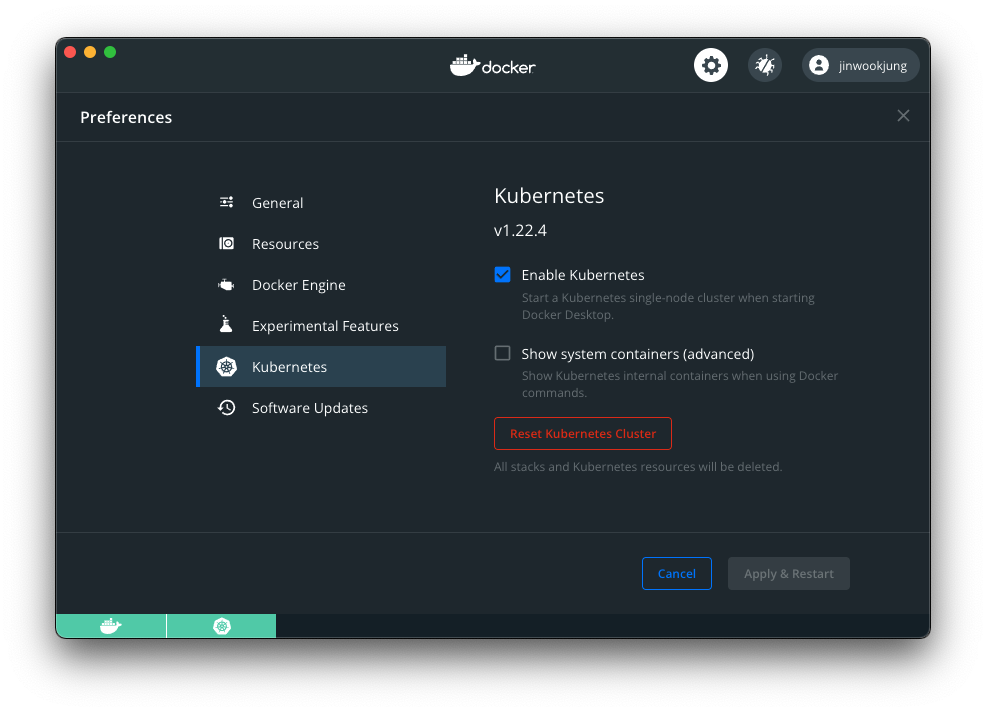 docker
jinwookjung
Preferences
General
Resources
Docker Engine
Experimental Features
Kubernetes
Software Updates
Kubernetes
v1.22.4
Enable Kubernetes
Start a Kubernetes single-node cluster when starting
Docker Desktop.
Show system containers (advanced)
Show Kubernetes internal containers when using Docker
commands.
Reset Kubernetes Cluster
All stacks and Kubernetes resources will be deleted.
Cancel
Apply & Restart